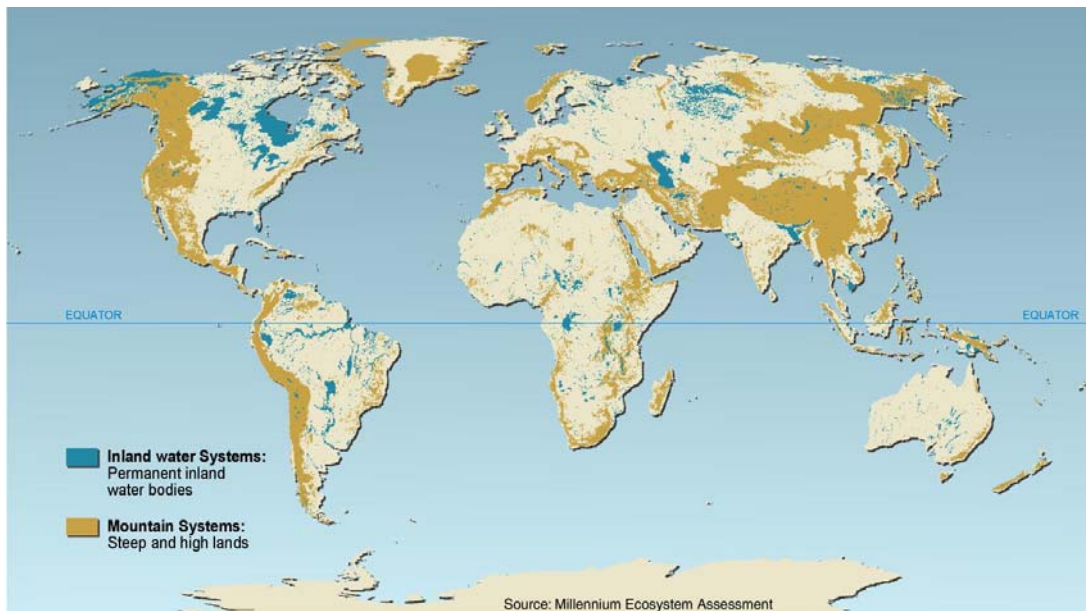 EQUATOR
EQUATOR
Inland water Systems:
Permanent inland
water bodies
Mountain Systems:
Steep and high lands
Source: Millennium Ecosystem Assessment